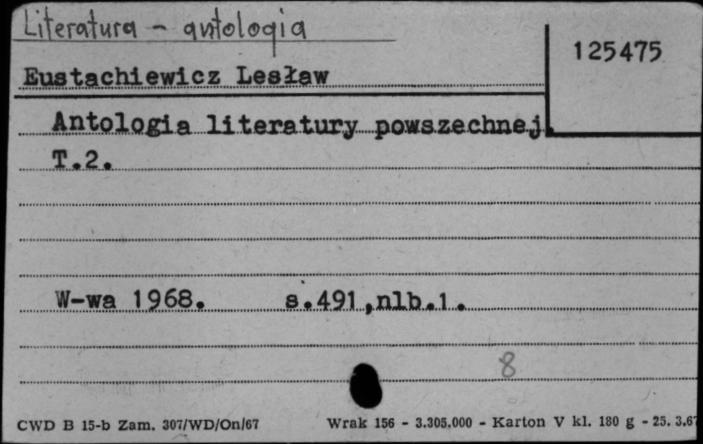 Literatura - antologia
125475
Eustachiewicz Lesław
Antologia literatury powszechnej.
T.2.
W-wa 1968. s.491,nlb.1.
8
CWD B 15-b Zam. 307/WD/On/67 Wrak 156 - 3.305.000 - Karton V kl. 180 g - 25. 3.67